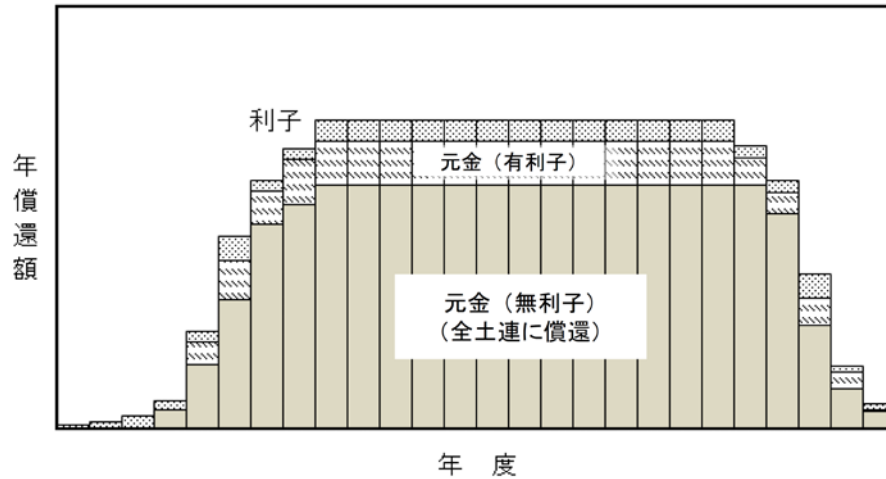 利子
元金（有利子）
年償還額
元金（無利子）
（全土連に償還）
年 度